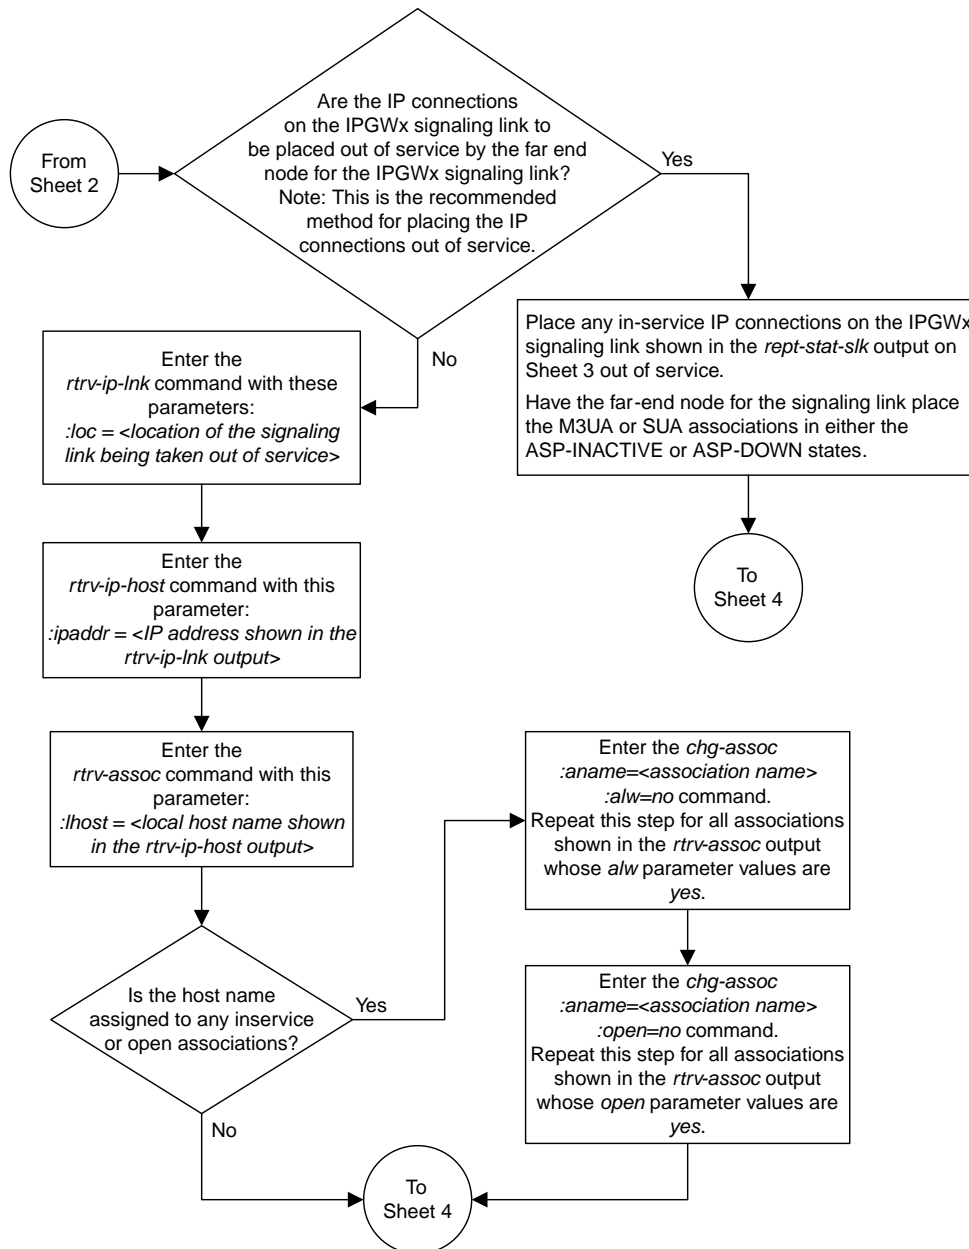 From
Sheet 2
Are the IP connections
on the IPGWx signaling link to
be placed out of service by the far end
node for the IPGWx signaling link?
Note: This is the recommended
method for placing the IP
connections out of service.
Yes
No
Place any in-service IP connections on the IPGWx
signaling link shown in the rept-stat-slk output on
Sheet 3 out of service.
Have the far-end node for the signaling link place
the M3UA or SUA associations in either the
ASP-INACTIVE or ASP-DOWN states.
To
Sheet 4
Enter the
rtrv-ip-lnk command with these
parameters:
:loc = <location of the signaling
link being taken out of service>
Enter the
rtrv-ip-host command with this
parameter:
:ipaddr = <IP address shown in the
rtrv-ip-lnk output>
Enter the
rtrv-assoc command with this
parameter:
:lhost = <local host name shown
in the rtrv-ip-host output>
Is the host name
assigned to any inservice
or open associations?
Yes
No
Enter the chg-assoc
:aname=<association name>
:alw=no command.
Repeat this step for all associations
shown in the rtrv-assoc output
whose alw parameter values are
yes.
Enter the chg-assoc
:aname=<association name>
:open=no command.
Repeat this step for all associations
shown in the rtrv-assoc output
whose open parameter values are
yes.
To
Sheet 4